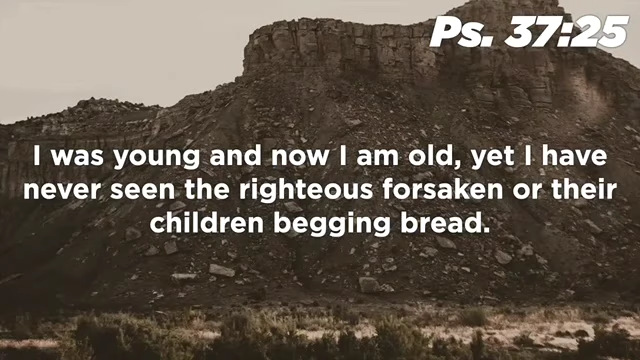 Ps. 37:25
I was young and now I am old, yet I have
never seen the righteous forsaken or their
children begging bread.